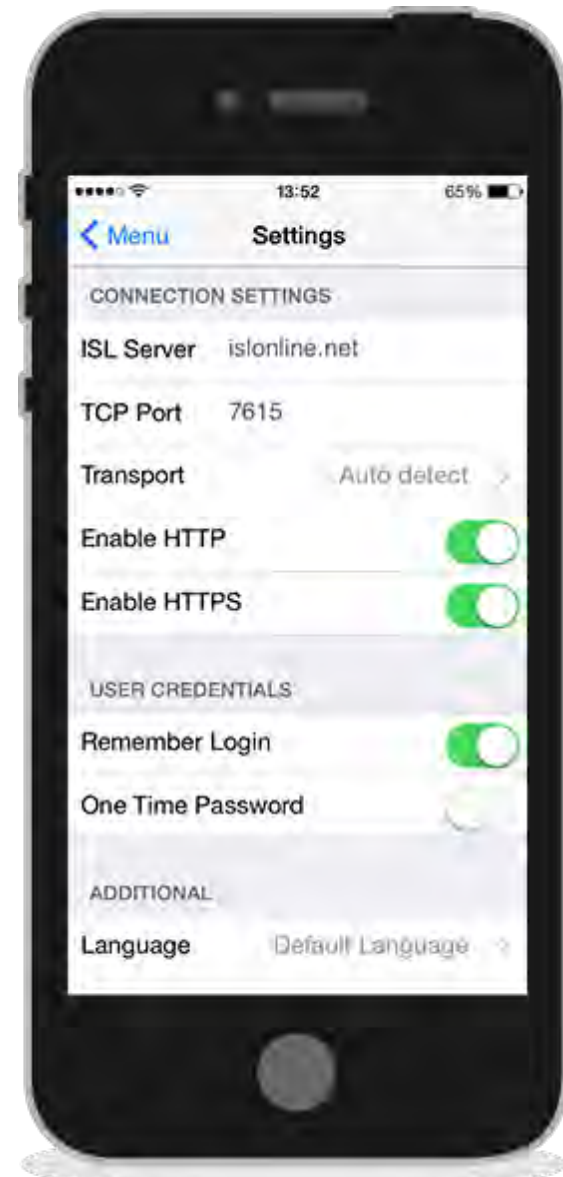 13:52 65%
Menu Settings
CONNECTION SETTINGS
ISL Server islonline.net
TCP Port 7615
Transport Auto detect
Enable HTTP
Enable HTTPS
USER CREDENTIALS
Remember Login
One Time Password
ADDITIONAL
Language Default Language